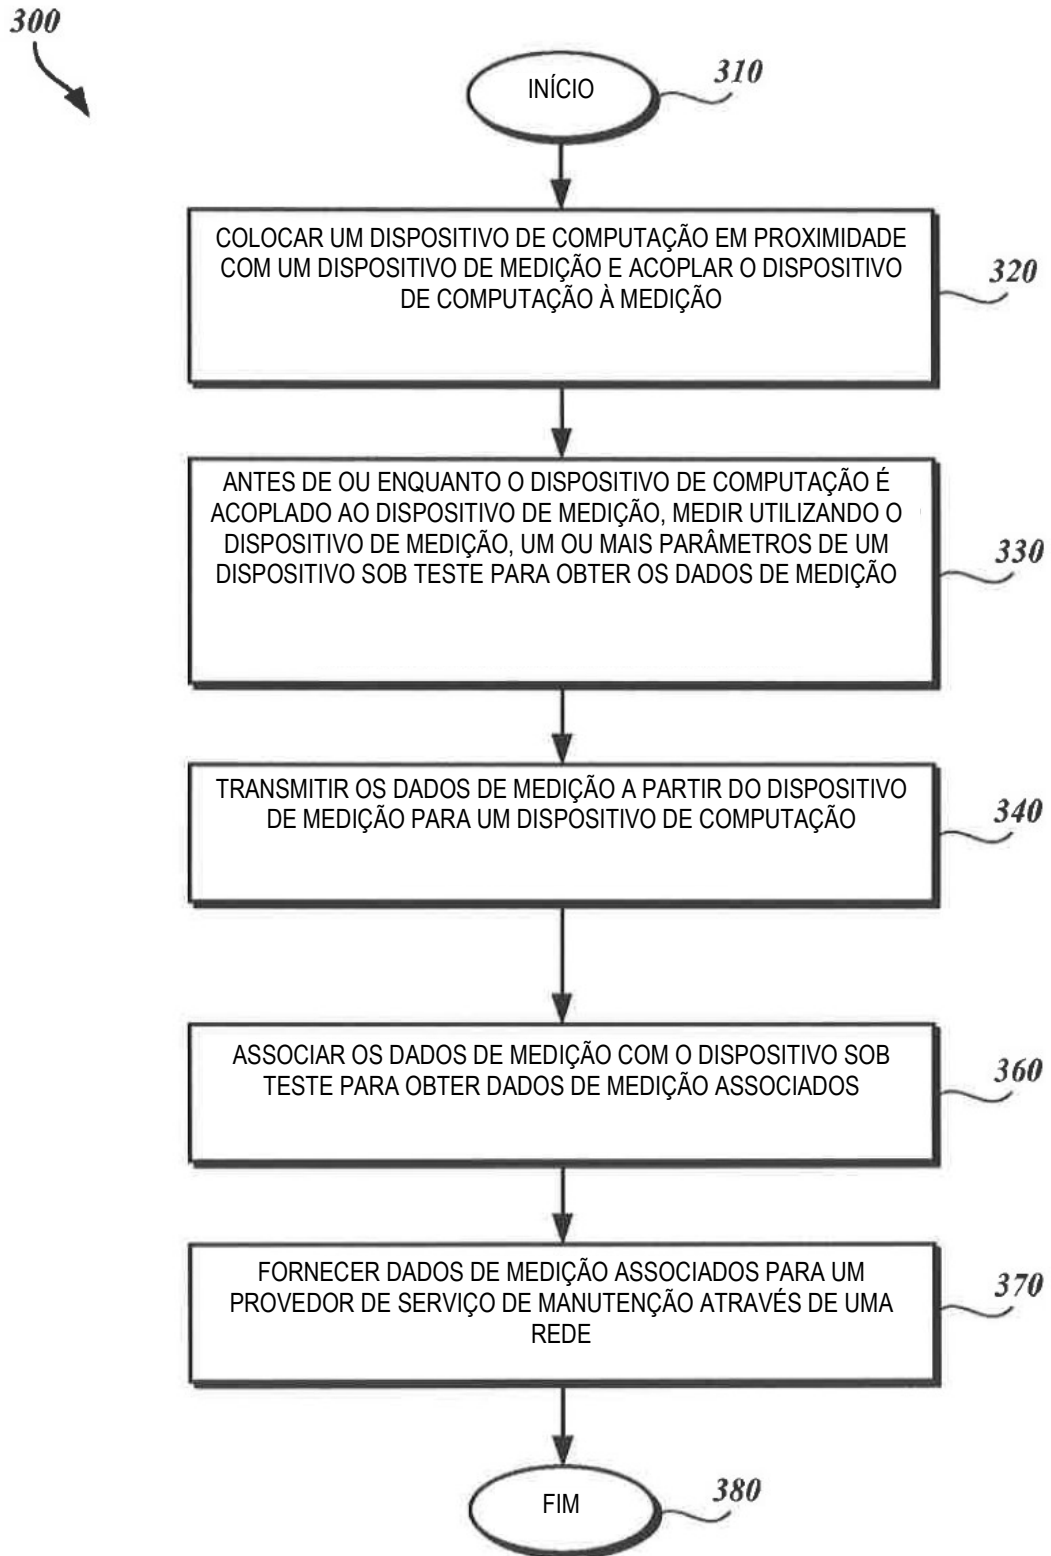 300
INÍCIO
310
COLOCAR UM DISPOSITIVO DE COMPUTAÇÃO EM PROXIMIDADE
COM UM DISPOSITIVO DE MEDIÇÃO E ACOPLAR O DISPOSITIVO
DE COMPUTAÇÃO À MEDIÇÃO
320
ANTES DE OU ENQUANTO O DISPOSITIVO DE COMPUTAÇÃO É
ACOPLADO AO DISPOSITIVO DE MEDIÇÃO, MEDIR UTILIZANDO O
DISPOSITIVO DE MEDIÇÃO, UM OU MAIS PARÂMETROS DE UM
DISPOSITIVO SOB TESTE PARA OBTER OS DADOS DE MEDIÇÃO
330
TRANSMITIR OS DADOS DE MEDIÇÃO A PARTIR DO DISPOSITIVO
DE MEDIÇÃO PARA UM DISPOSITIVO DE COMPUTAÇÃO
340
ASSOCIAR OS DADOS DE MEDIÇÃO COM O DISPOSITIVO SOB
TESTE PARA OBTER DADOS DE MEDIÇÃO ASSOCIADOS
360
FORNECER DADOS DE MEDIÇÃO ASSOCIADOS PARA UM
PROVEDOR DE SERVIÇO DE MANUTENÇÃO ATRAVÉS DE UMA
REDE
370
FIM
380